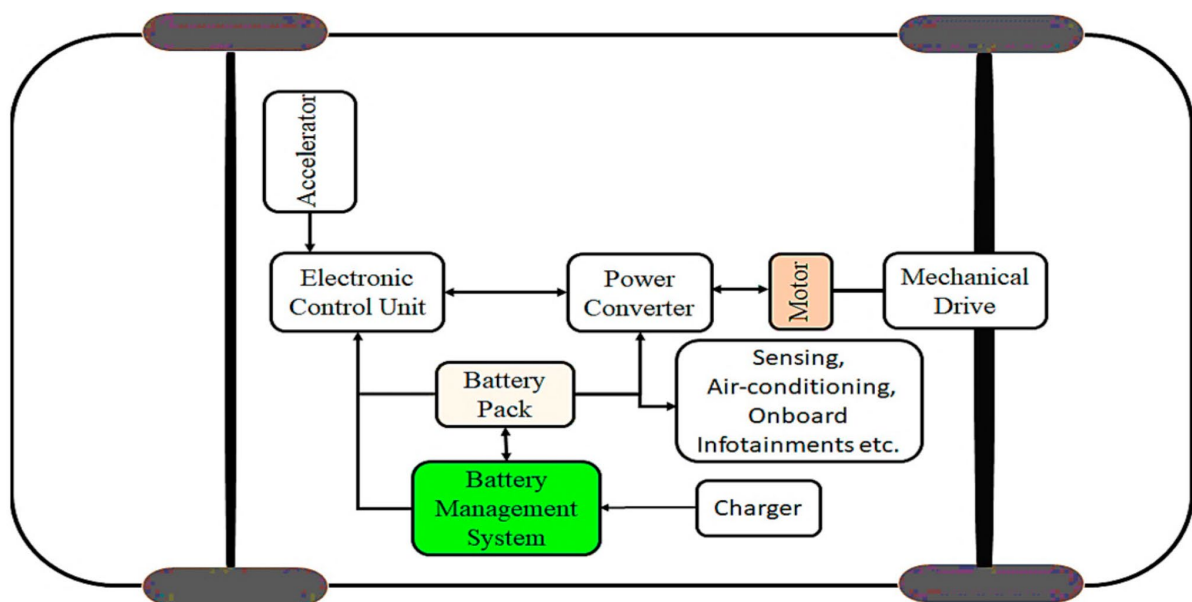 Accelerator
Electronic
Control Unit
Power
Converter
Motor
Mechanical
Drive
Battery
Pack
Sensing,
Air-conditioning,
Onboard
Infotainments etc.
Battery
Management
System
Charger